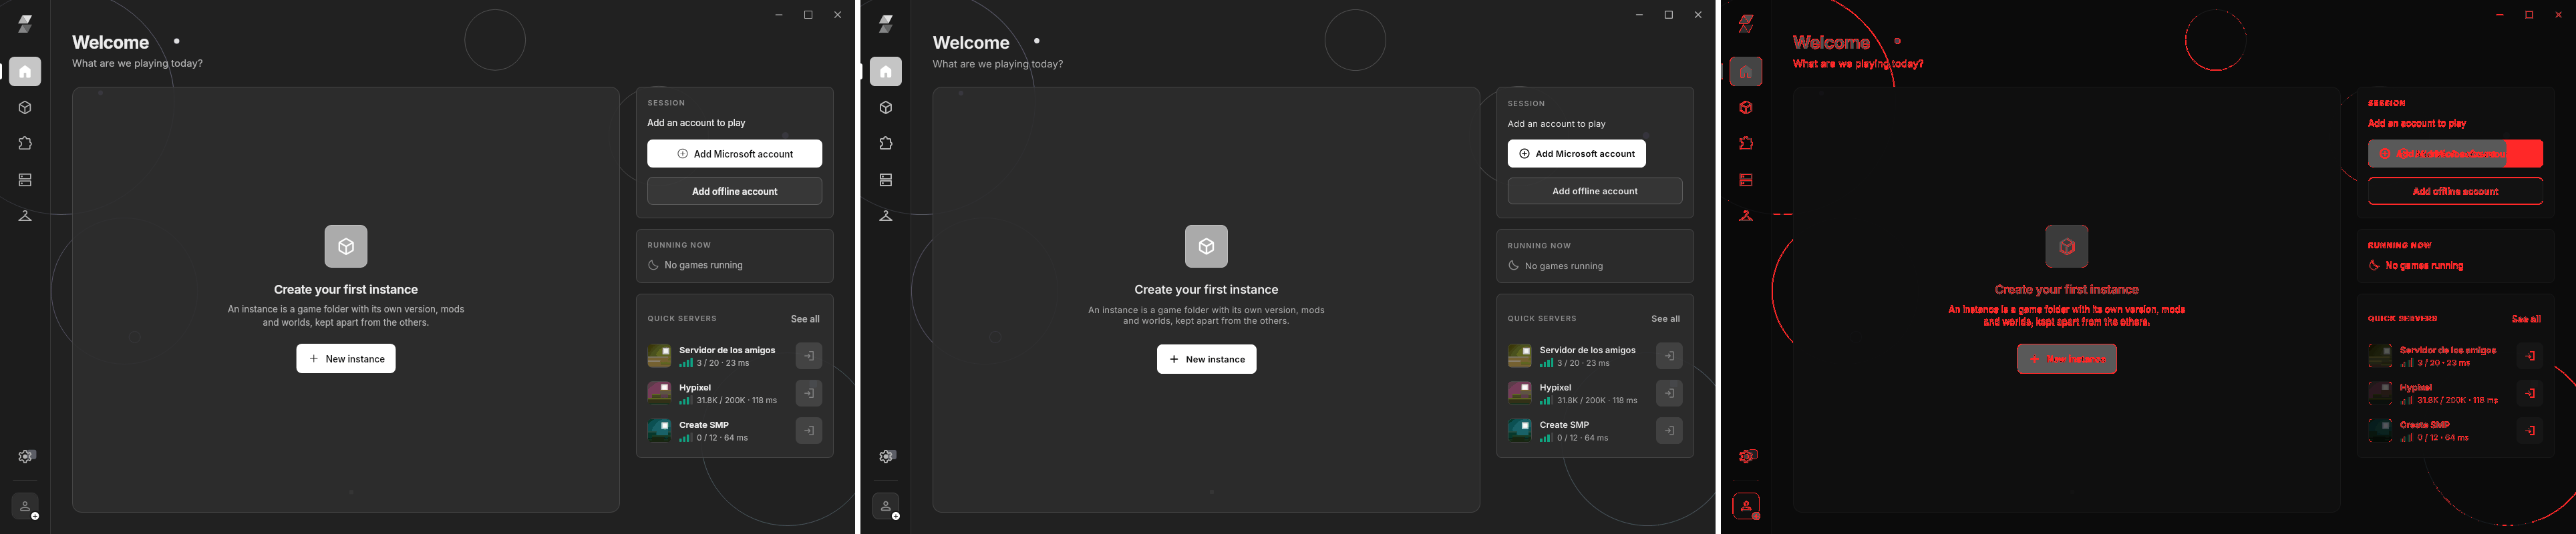 Welcome
What are we playing today?
SESSION
Add an account to play
Add Microsoft account
Add offline account
RUNNING NOW
No games running
Create your first instance
An instance is a game folder with its own version, mods
and worlds, kept apart from the others.
New instance
QUICK SERVERS
See all
Servidor de los amigos
3 / 20 · 23 ms
Hypixel
31.8K / 200K · 118 ms
Create SMP
0 / 12 · 64 ms
Welcome
What are we playing today?
SESSION
Add an account to play
Add Microsoft account
Add offline account
RUNNING NOW
No games running
Create your first instance
An instance is a game folder with its own version, mods
and worlds, kept apart from the others.
New instance
QUICK SERVERS
See all
Servidor de los amigos
3 / 20 · 23 ms
Hypixel
31.8K / 200K · 118 ms
Create SMP
0 / 12 · 64 ms
Welcome
What are we playing today?
SESSION
Add an account to play
Add offline account
RUNNING NOW
No games running
Create your first instance
An instance is a game folder with its own version, mods
and worlds, kept apart from the others.
New instance
QUICK SERVERS
See all
Servidor de los amigos
3 / 20 · 23 ms
Hypixel
31.8K / 200K · 118 ms
Create SMP
0 / 12 · 64 ms